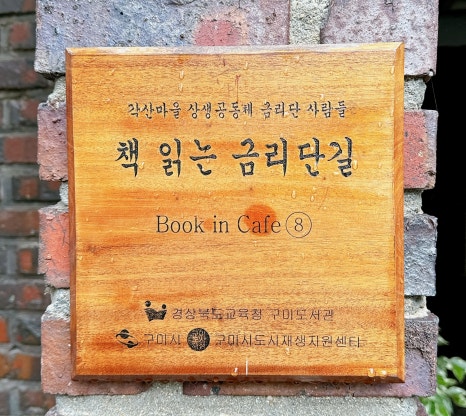 각산마을 상생공동체 금리단 사람들
책 읽는 금리단길
Book in Cafe ⑧
경상북도교육청 구미도서관
구미시 구미시도시재생지원센타